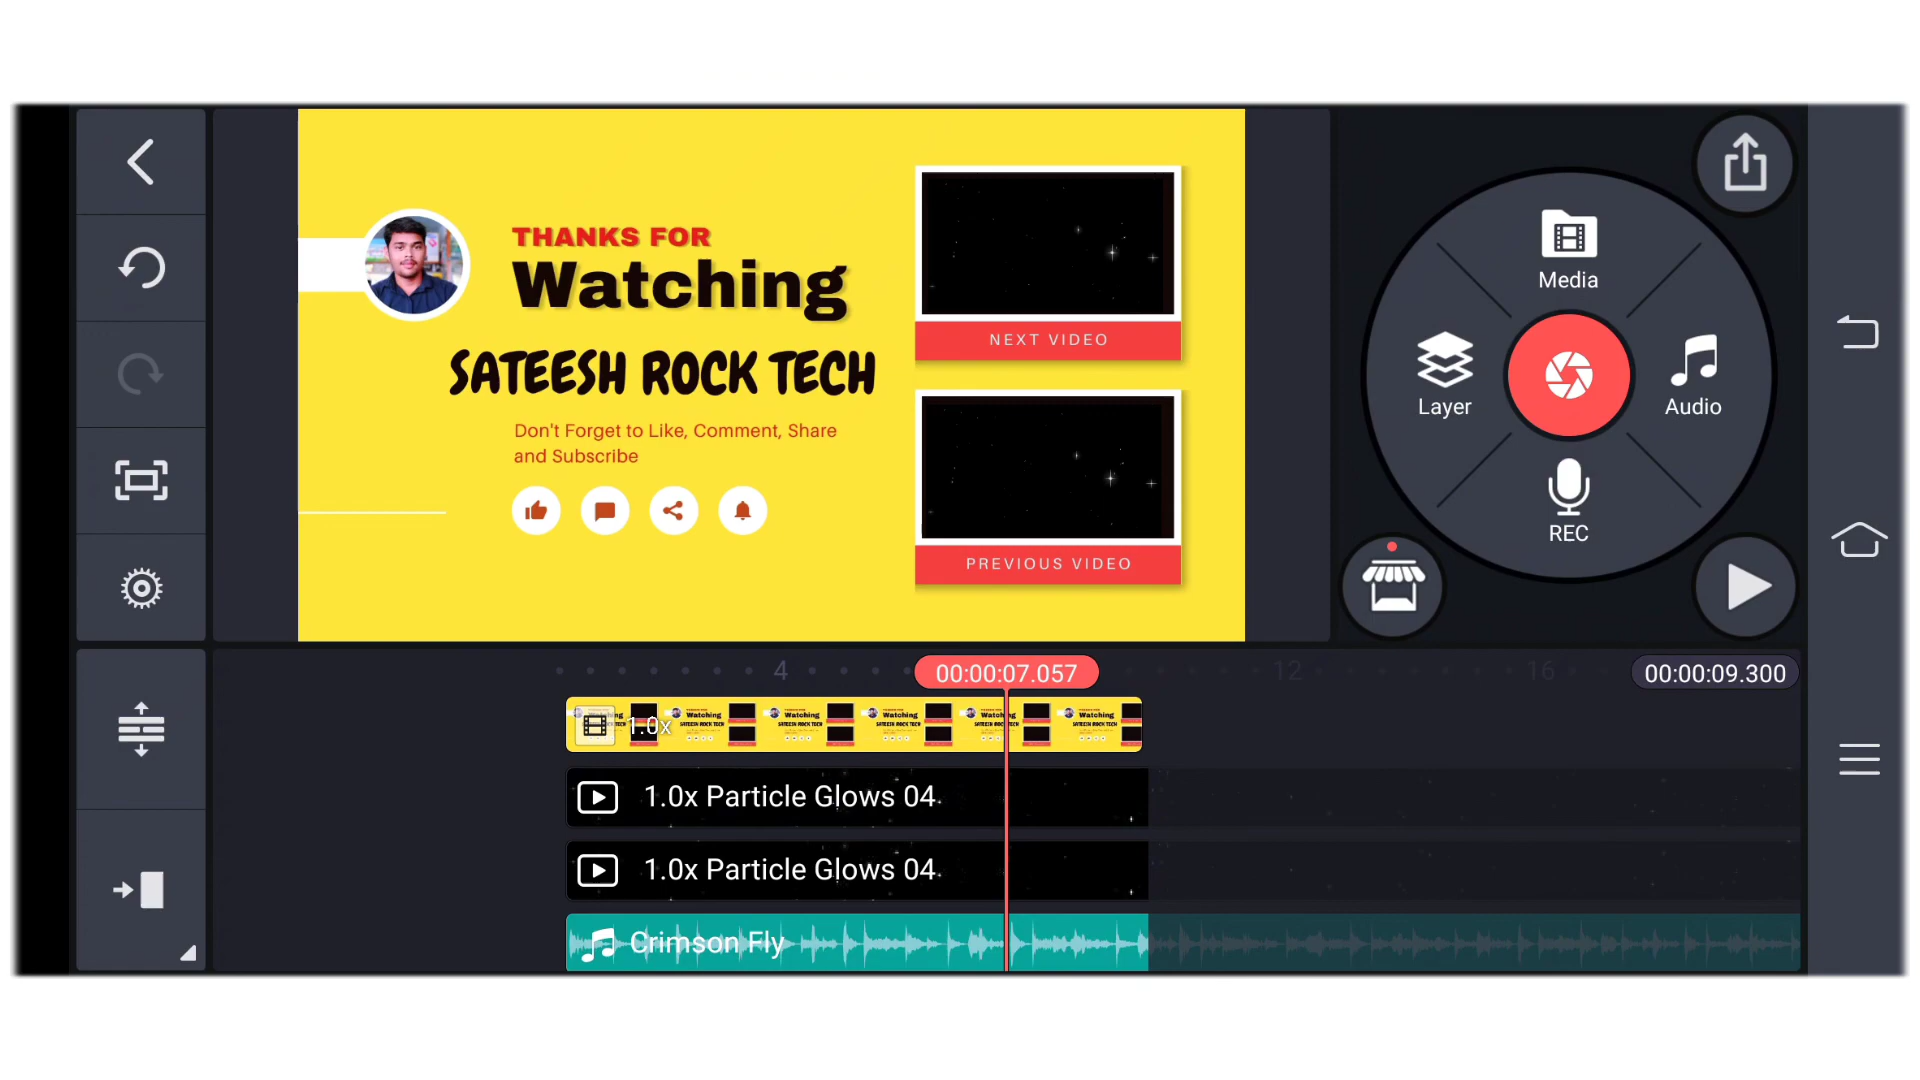 THANKS FOR
Watching
SATEESH ROCK TECH
Don't Forget to Like, Comment, Share
and Subscribe
NEXT VIDEO
PREVIOUS VIDEO
Media
Layer
Audio
REC
4
00:00:07.057
12
16
00:00:09.300
1.0x
1.0x Particle Glows 04
1.0x Particle Glows 04
Crimson Fly